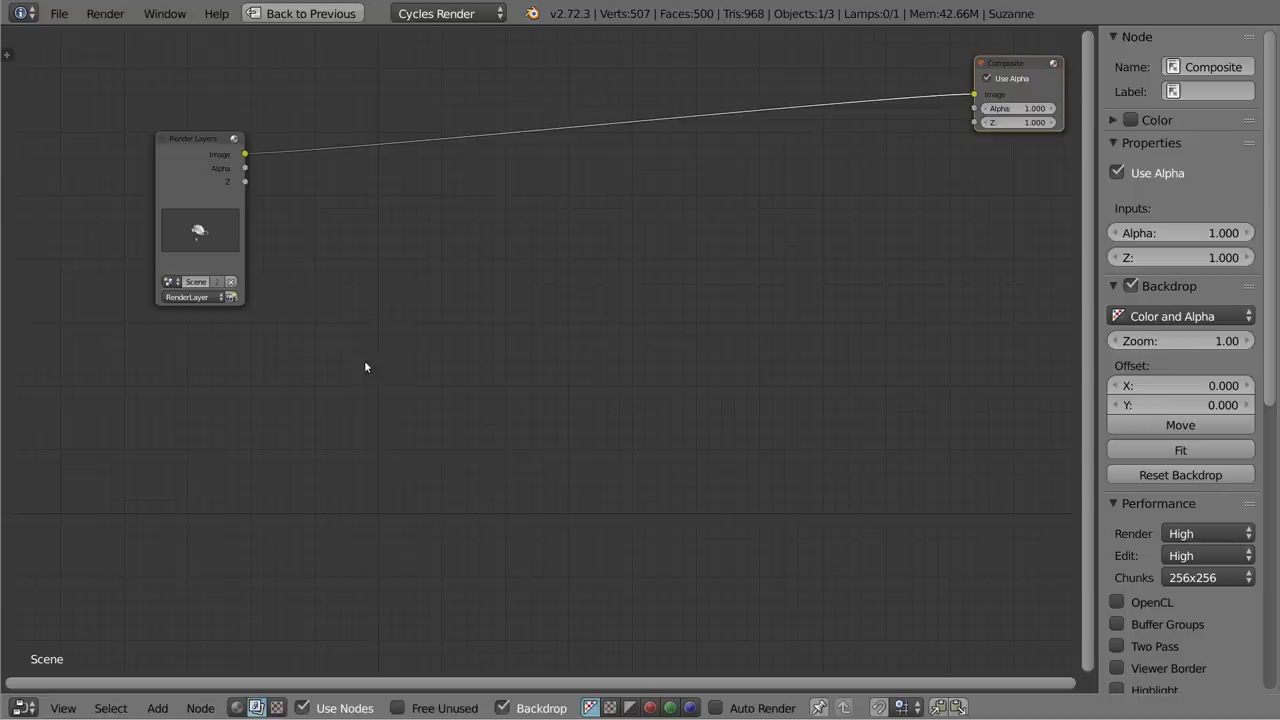 File Render Window Help Back to Previous Cycles Render v2.72.3 | Verts:507 | Faces:500 | Tris:968 | Objects:1/3 | Lamps:0/1 | Mem:42.66M | Suzanne
Composite
Use Alpha
Image
Alpha: 1.000
Z: 1.000
Render Layers
Image
Alpha
Z
Scene 2
RenderLayer
Scene
Node
Name: Composite
Label:
Color
Properties
Use Alpha
Inputs:
Alpha: 1.000
Z: 1.000
Backdrop
Color and Alpha
Zoom: 1.00
Offset:
X: 0.000
Y: 0.000
Move
Fit
Reset Backdrop
Performance
Render High
Edit: High
Chunks 256x256
OpenCL
Buffer Groups
Two Pass
Viewer Border
Highlight
View Select Add Node Use Nodes Free Unused Backdrop Auto Render